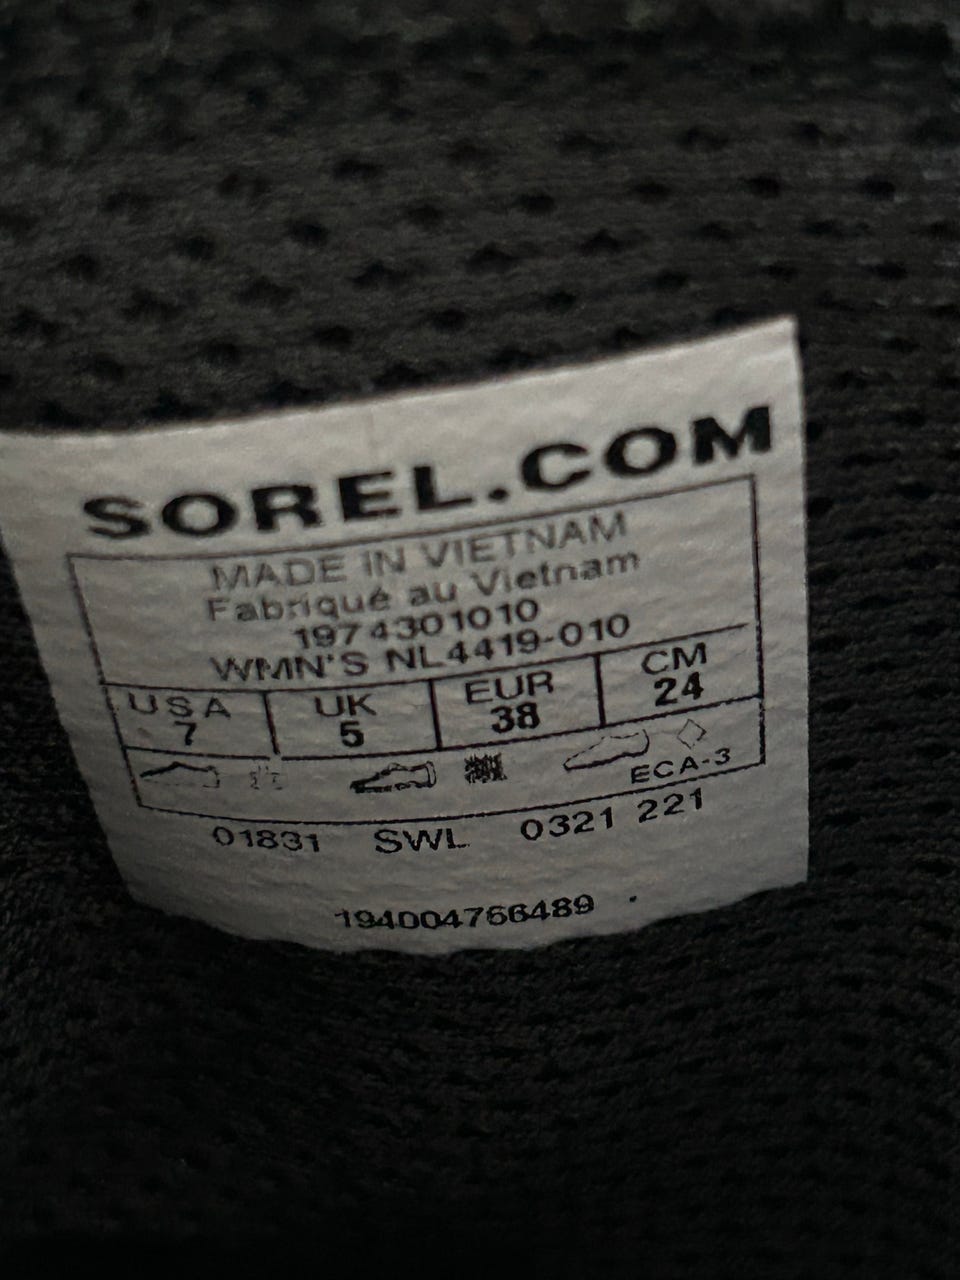 SOREL.COM
MADE IN VIETNAM
Fabriqué au Vietnam
1974301010
WMN'S NL4419-010
USA UK EUR CM
7 5 38 24
ECA-3
01831 SWL 0321 221
194004766489